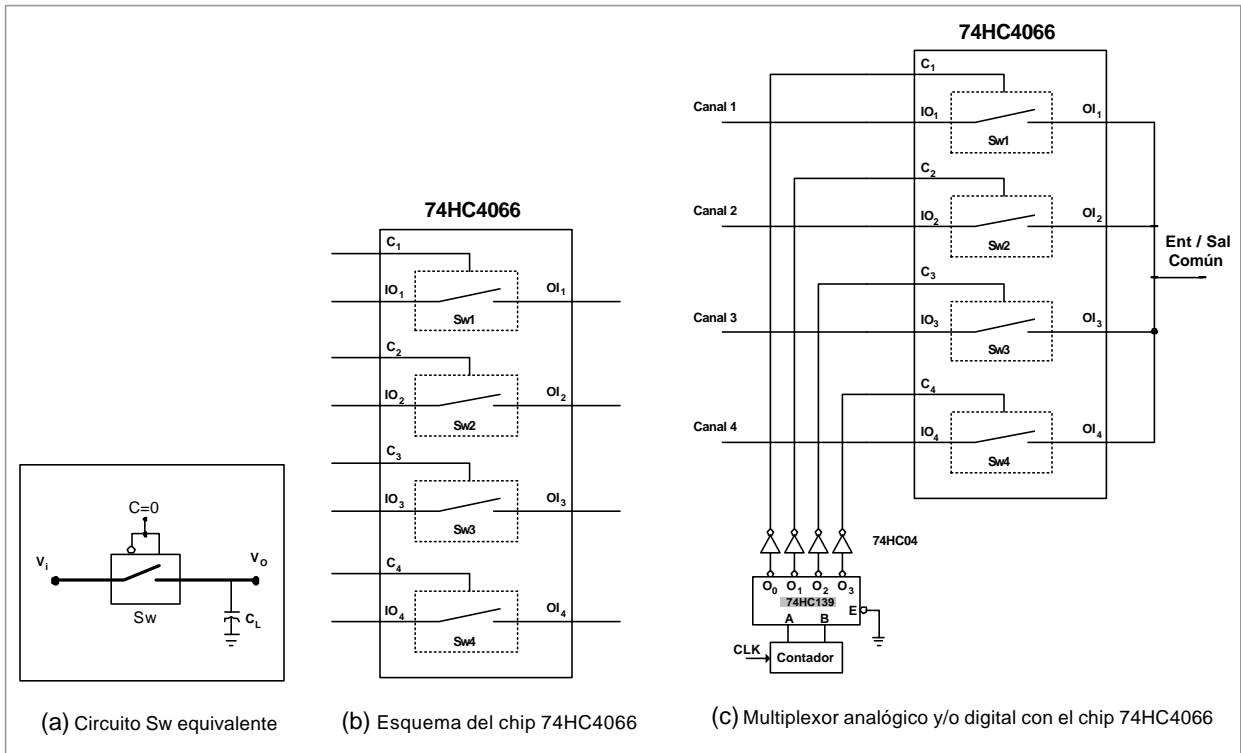 C=0
Vi
VO
Sw
CL
(a) Circuito Sw equivalente
74HC4066
C1
IO1
OI1
Sw1
C2
IO2
OI2
Sw2
C3
IO3
OI3
Sw3
C4
IO4
OI4
Sw4
(b) Esquema del chip 74HC4066
74HC4066
C1
Canal 1
IO1
OI1
Sw1
C2
Canal 2
IO2
OI2
Sw2
Ent / Sal
Común
C3
Canal 3
IO3
OI3
Sw3
C4
Canal 4
IO4
OI4
Sw4
74HC04
O0 O1 O2 O3
74HC139
E
A B
CLK
Contador
(c) Multiplexor analógico y/o digital con el chip 74HC4066